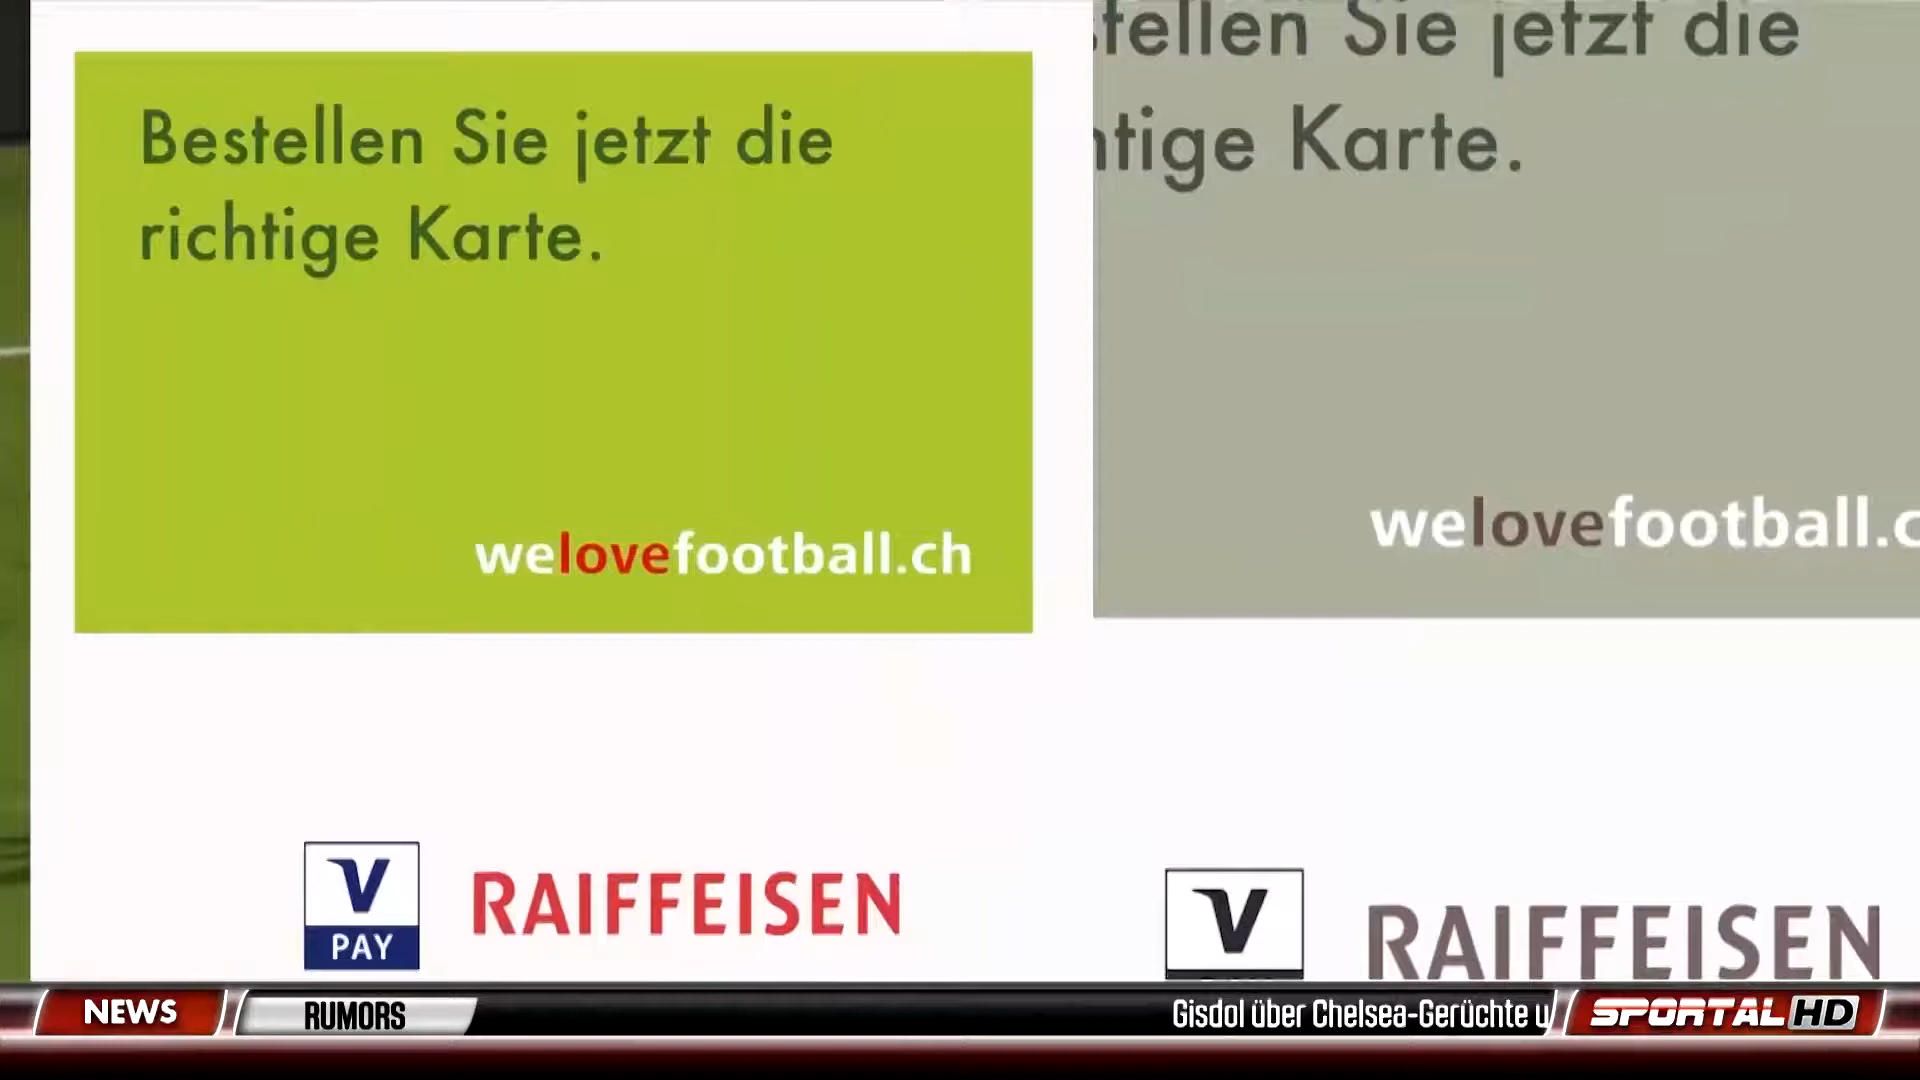 Bestellen Sie jetzt die
richtige Karte.
welovefootball.ch
V
PAY
RAIFFEISEN
tellen Sie jetzt die
tige Karte.
welovefootball.c
V
RAIFFEISEN
NEWS
RUMORS
Gisdol über Chelsea-Gerüchte u
SPORTAL HD